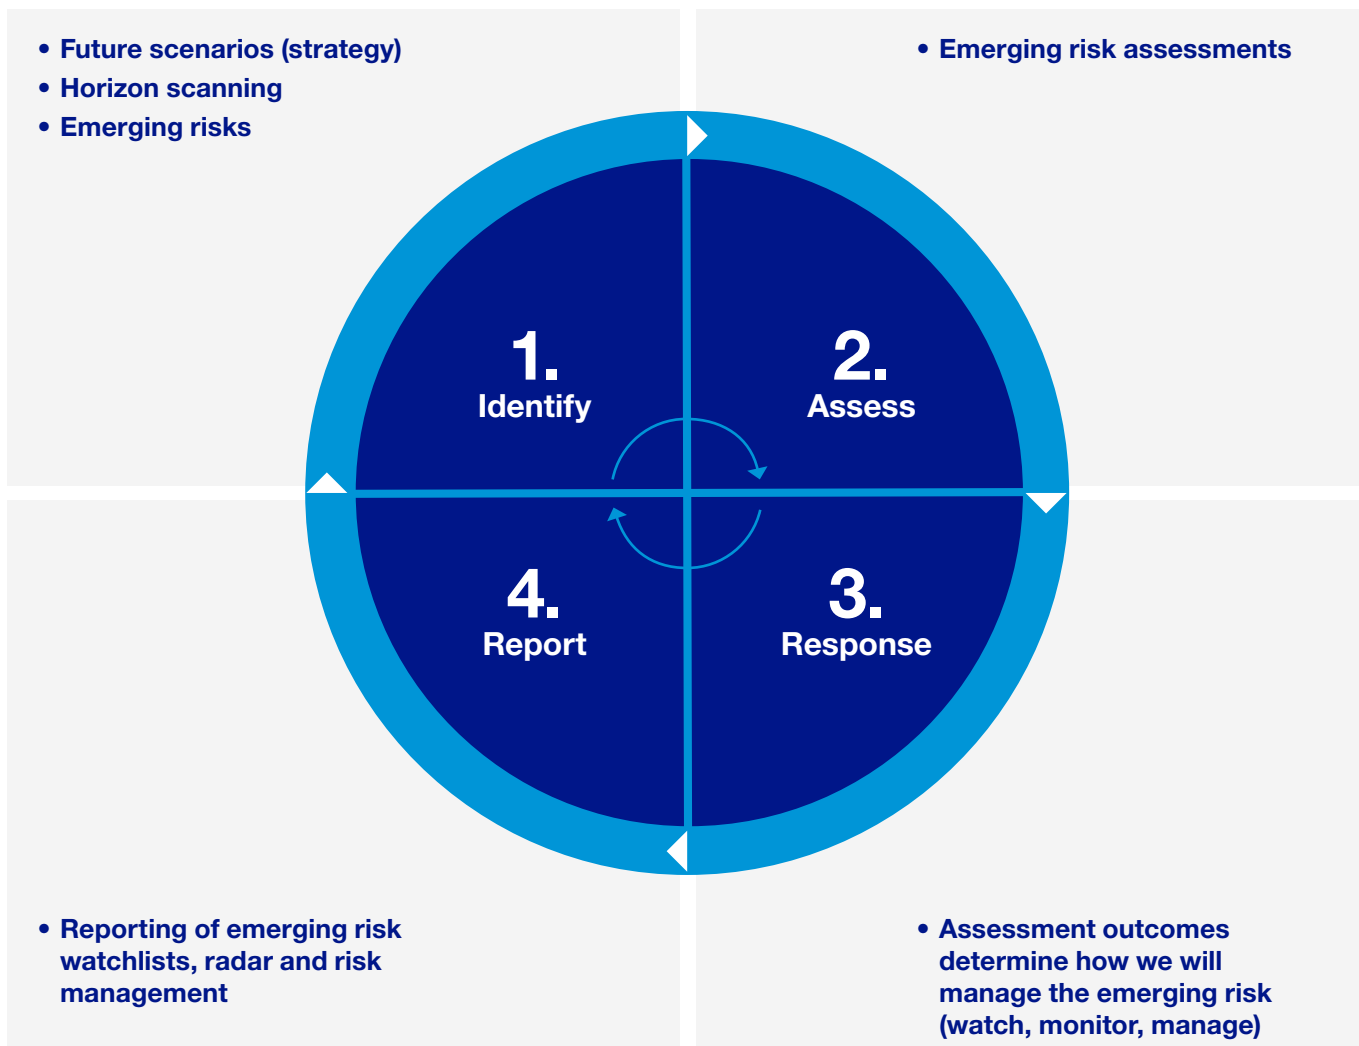 • Future scenarios (strategy)
• Horizon scanning
• Emerging risks
• Emerging risk assessments
1.
Identify
2.
Assess
4.
Report
3.
Response
• Reporting of emerging risk
watchlists, radar and risk
management
• Assessment outcomes
determine how we will
manage the emerging risk
(watch, monitor, manage)